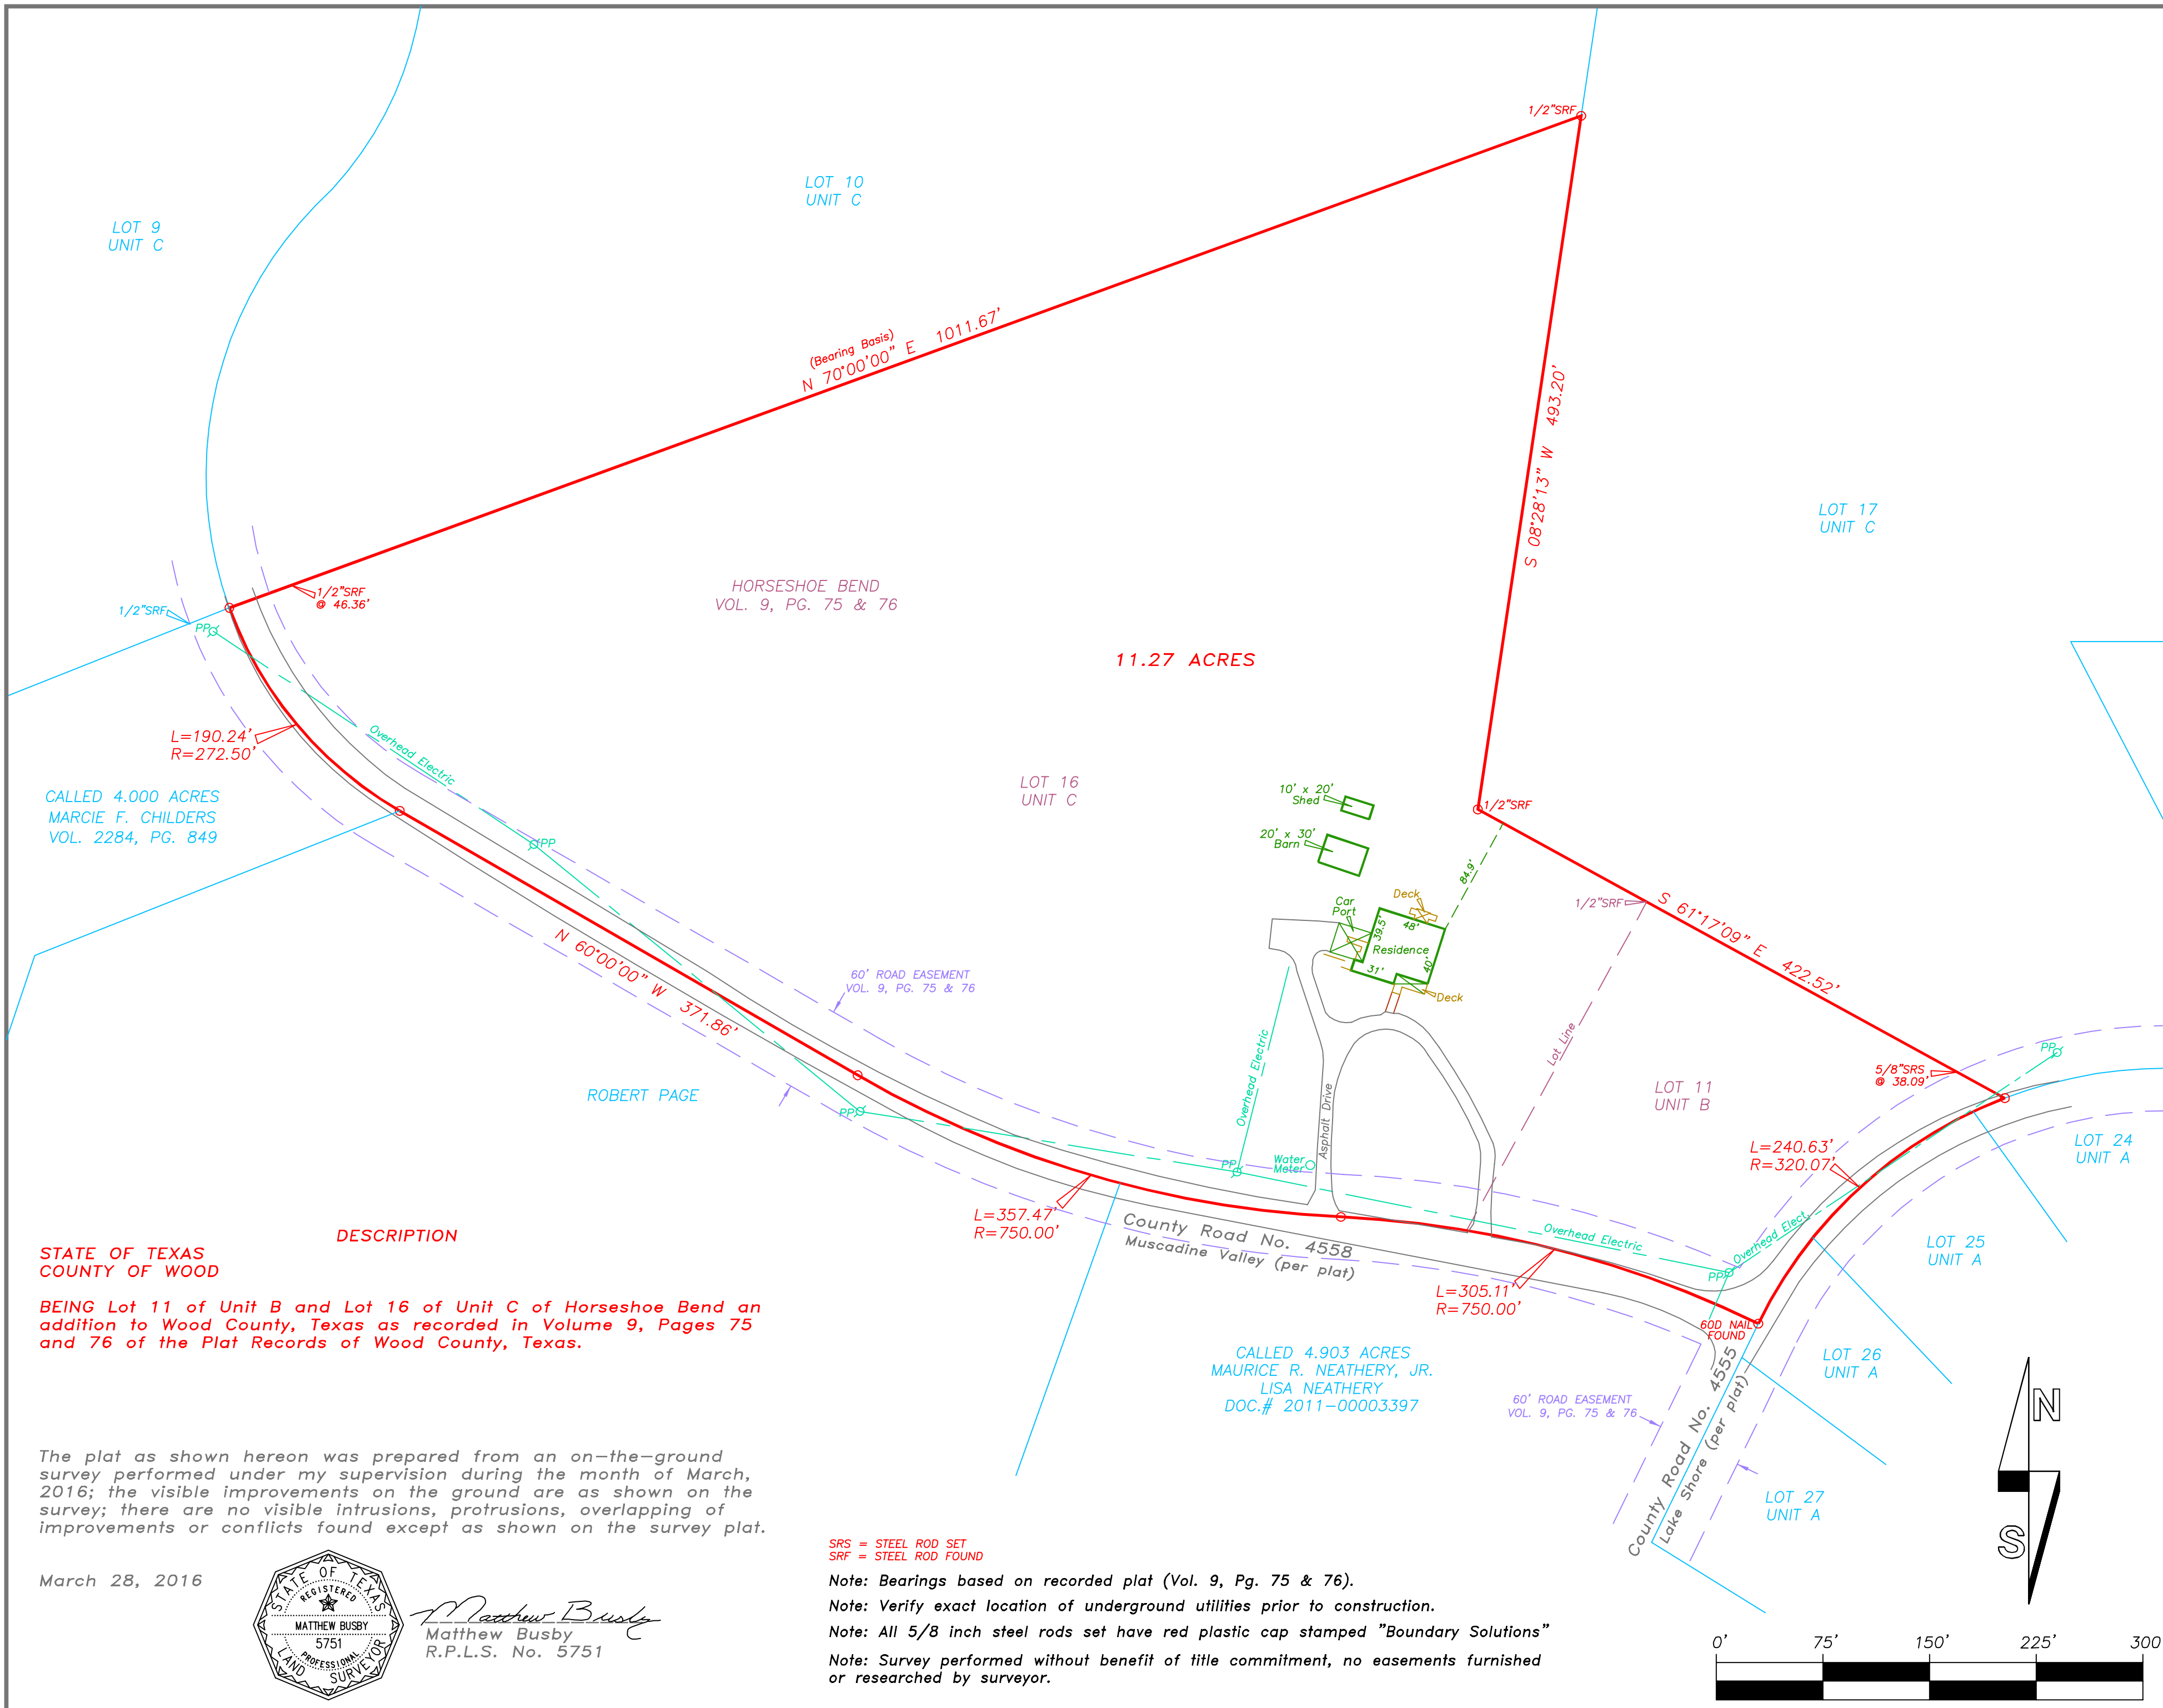 1/2"SRF
LOT 10
UNIT C
LOT 9
UNIT C
(Bearing Basis)
N 70°00'00" E 1011.67'
S 08°28'13" W 493.20'
LOT 17
UNIT C
1/2"SRF
@ 46.36'
1/2"SRF
PP
HORSESHOE BEND
VOL. 9, PG. 75 & 76
11.27 ACRES
L=190.24'
R=272.50'
Overhead Electric
CALLED 4.000 ACRES
MARCIE F. CHILDERS
VOL. 2284, PG. 849
LOT 16
UNIT C
10' x 20'
Shed
1/2"SRF
20' x 30'
Barn
PP
84.9'
Deck
Car
Port
1/2"SRF
S 61°17'09" E 422.52'
39.5'
48'
Residence
31'
40'
Deck
N 60°00'00" W 371.86'
60' ROAD EASEMENT
VOL. 9, PG. 75 & 76
Overhead Electric
Lot Line
PP
5/8"SRS
@ 38.09'
ROBERT PAGE
PP
Asphalt Drive
LOT 11
UNIT B
L=240.63'
R=320.07'
LOT 24
UNIT A
PP
Water
Meter
L=357.47'
R=750.00'
County Road No. 4558
Muscadine Valley (per plat)
Overhead Electric
Overhead Elect.
LOT 25
UNIT A
PP
L=305.11'
R=750.00'
60D NAIL
FOUND
DESCRIPTION
STATE OF TEXAS
COUNTY OF WOOD
BEING Lot 11 of Unit B and Lot 16 of Unit C of Horseshoe Bend an
addition to Wood County, Texas as recorded in Volume 9, Pages 75
and 76 of the Plat Records of Wood County, Texas.
CALLED 4.903 ACRES
MAURICE R. NEATHERY, JR.
LISA NEATHERY
DOC.# 2011-00003397
LOT 26
UNIT A
60' ROAD EASEMENT
VOL. 9, PG. 75 & 76
County Road No. 4555
Lake Shore (per plat)
LOT 27
UNIT A
N
S
The plat as shown hereon was prepared from an on-the-ground
survey performed under my supervision during the month of March,
2016; the visible improvements on the ground are as shown on the
survey; there are no visible intrusions, protrusions, overlapping of
improvements or conflicts found except as shown on the survey plat.
March 28, 2016
STATE OF TEXAS
REGISTERED
MATTHEW BUSBY
5751
PROFESSIONAL
LAND SURVEYOR
Matthew Busby
Matthew Busby
R.P.L.S. No. 5751
SRS = STEEL ROD SET
SRF = STEEL ROD FOUND
Note: Bearings based on recorded plat (Vol. 9, Pg. 75 & 76).
Note: Verify exact location of underground utilities prior to construction.
Note: All 5/8 inch steel rods set have red plastic cap stamped "Boundary Solutions"
Note: Survey performed without benefit of title commitment, no easements furnished
or researched by surveyor.
0' 75' 150' 225' 300